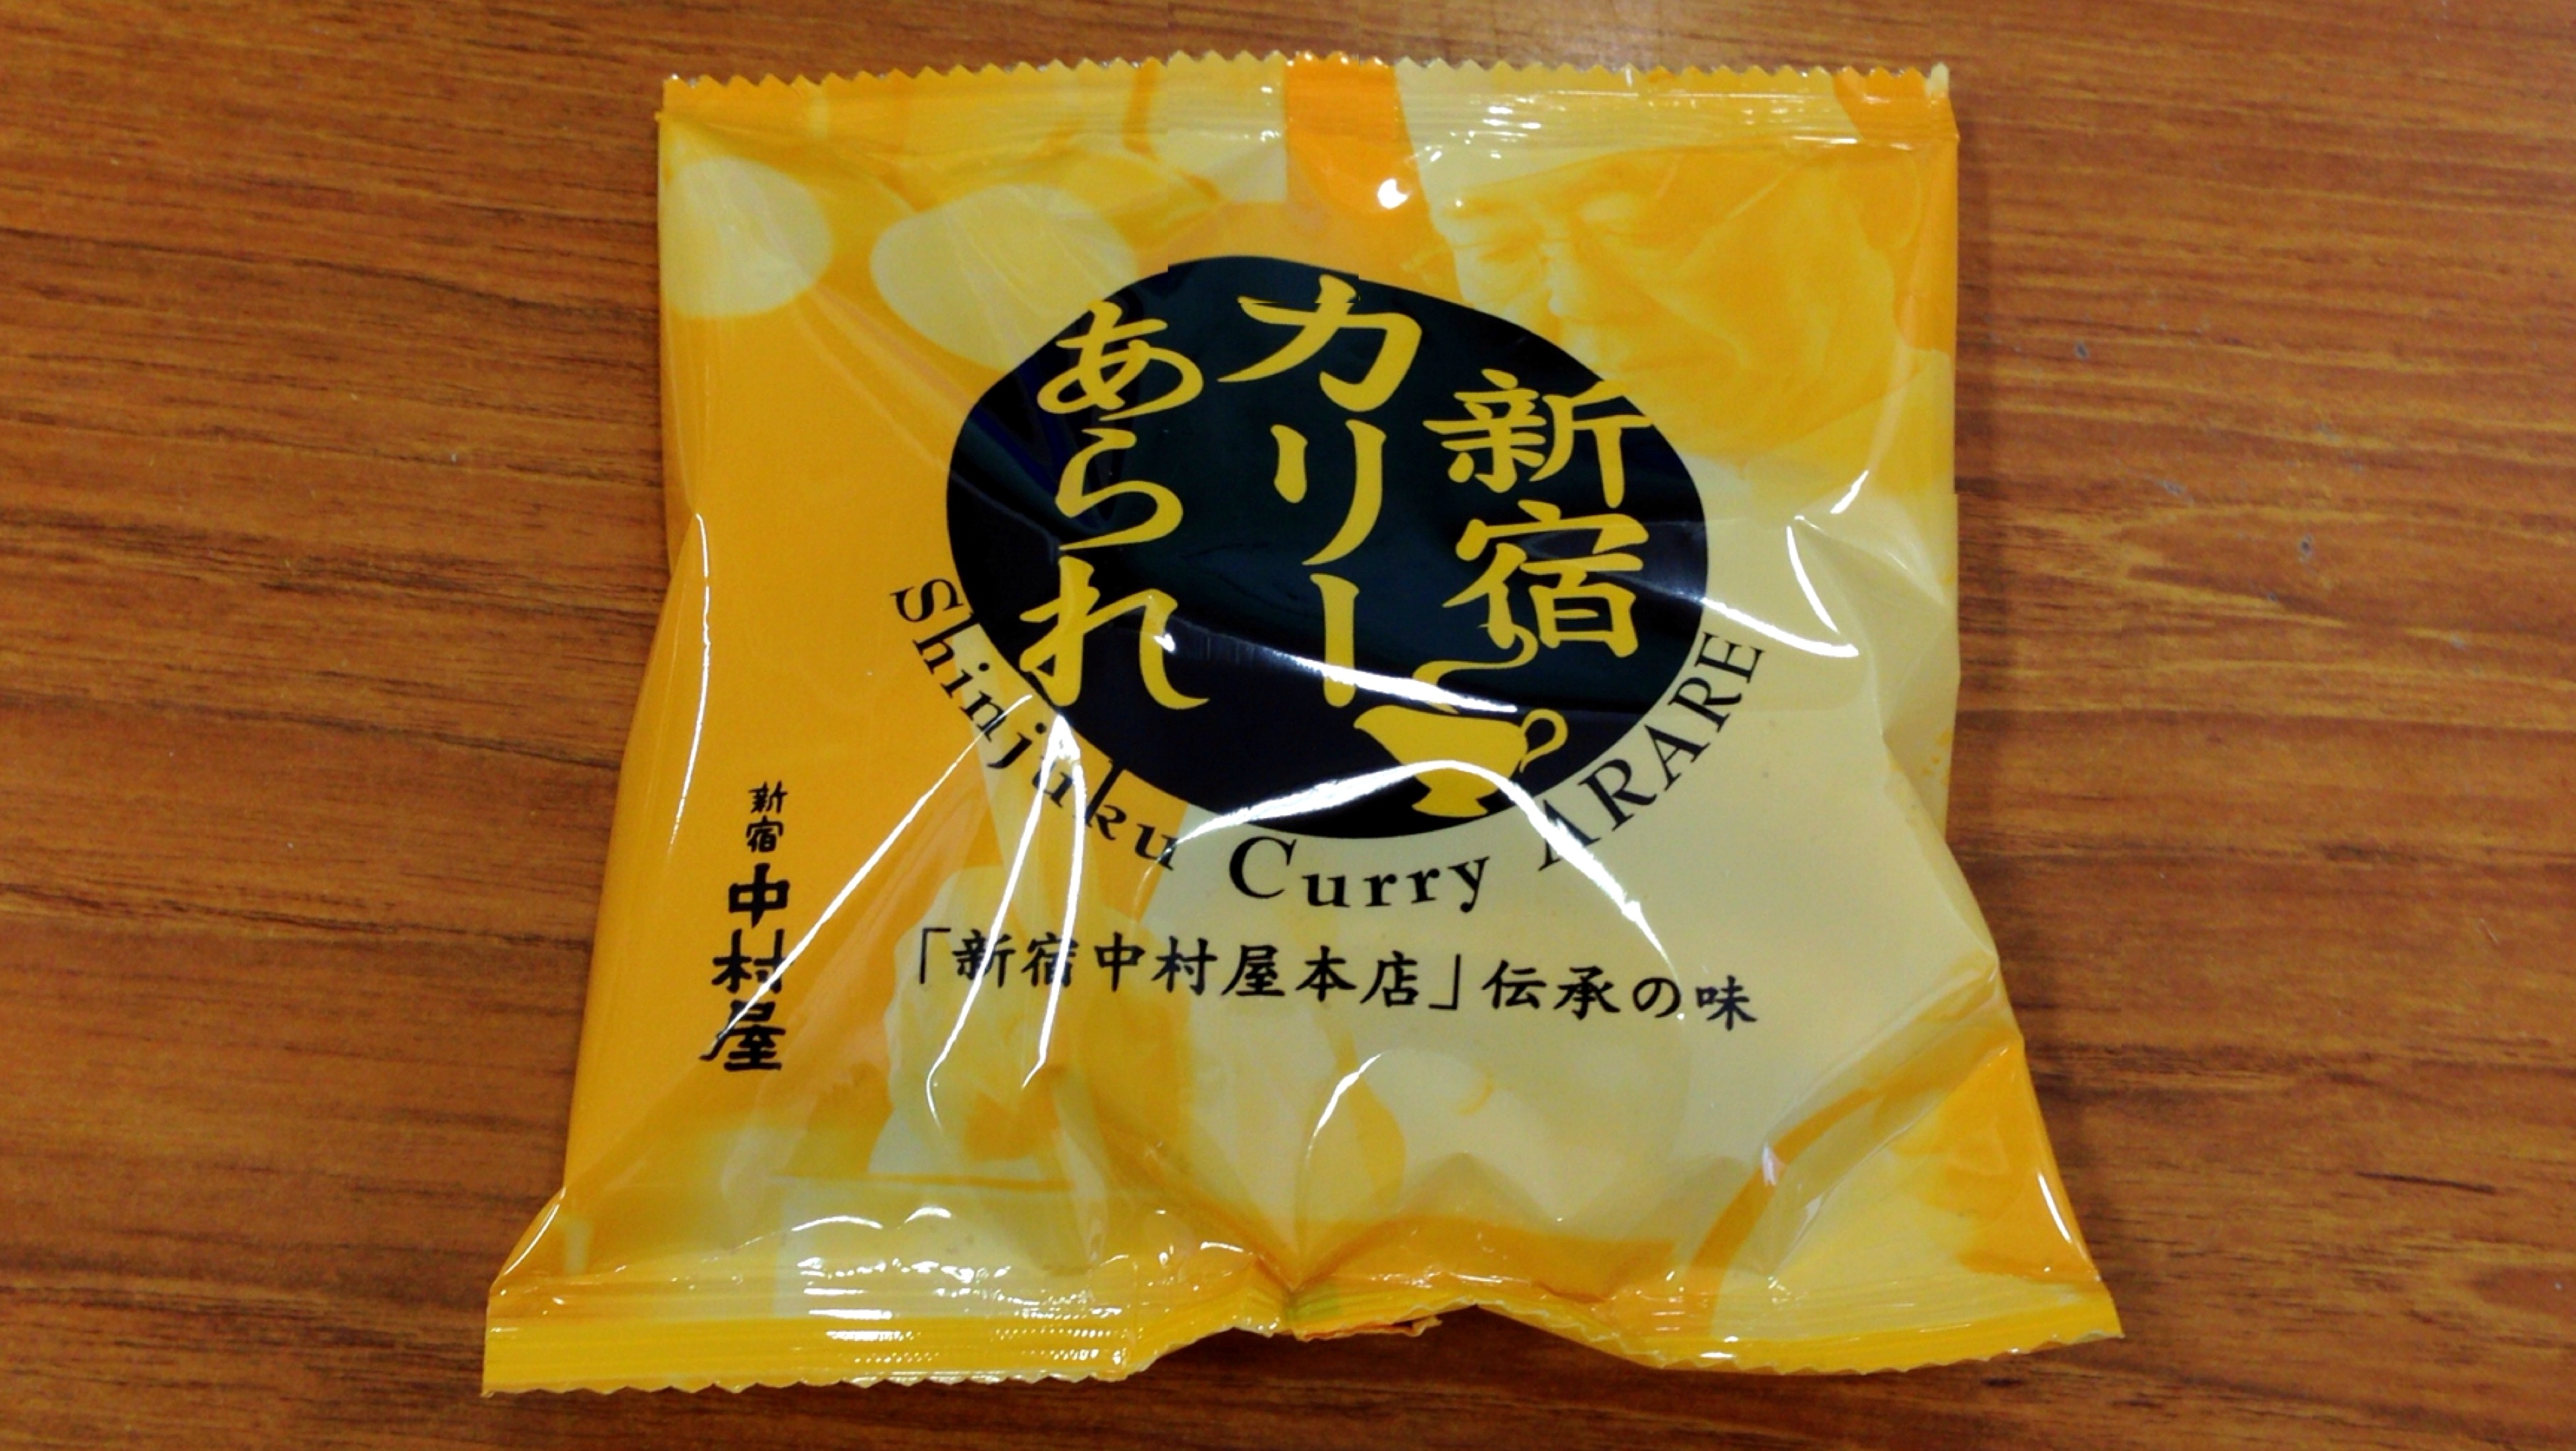 新宿
カリー
あられ
Shinjuku Curry ARARE
「新宿中村屋本店」伝承の味
新宿
中村屋